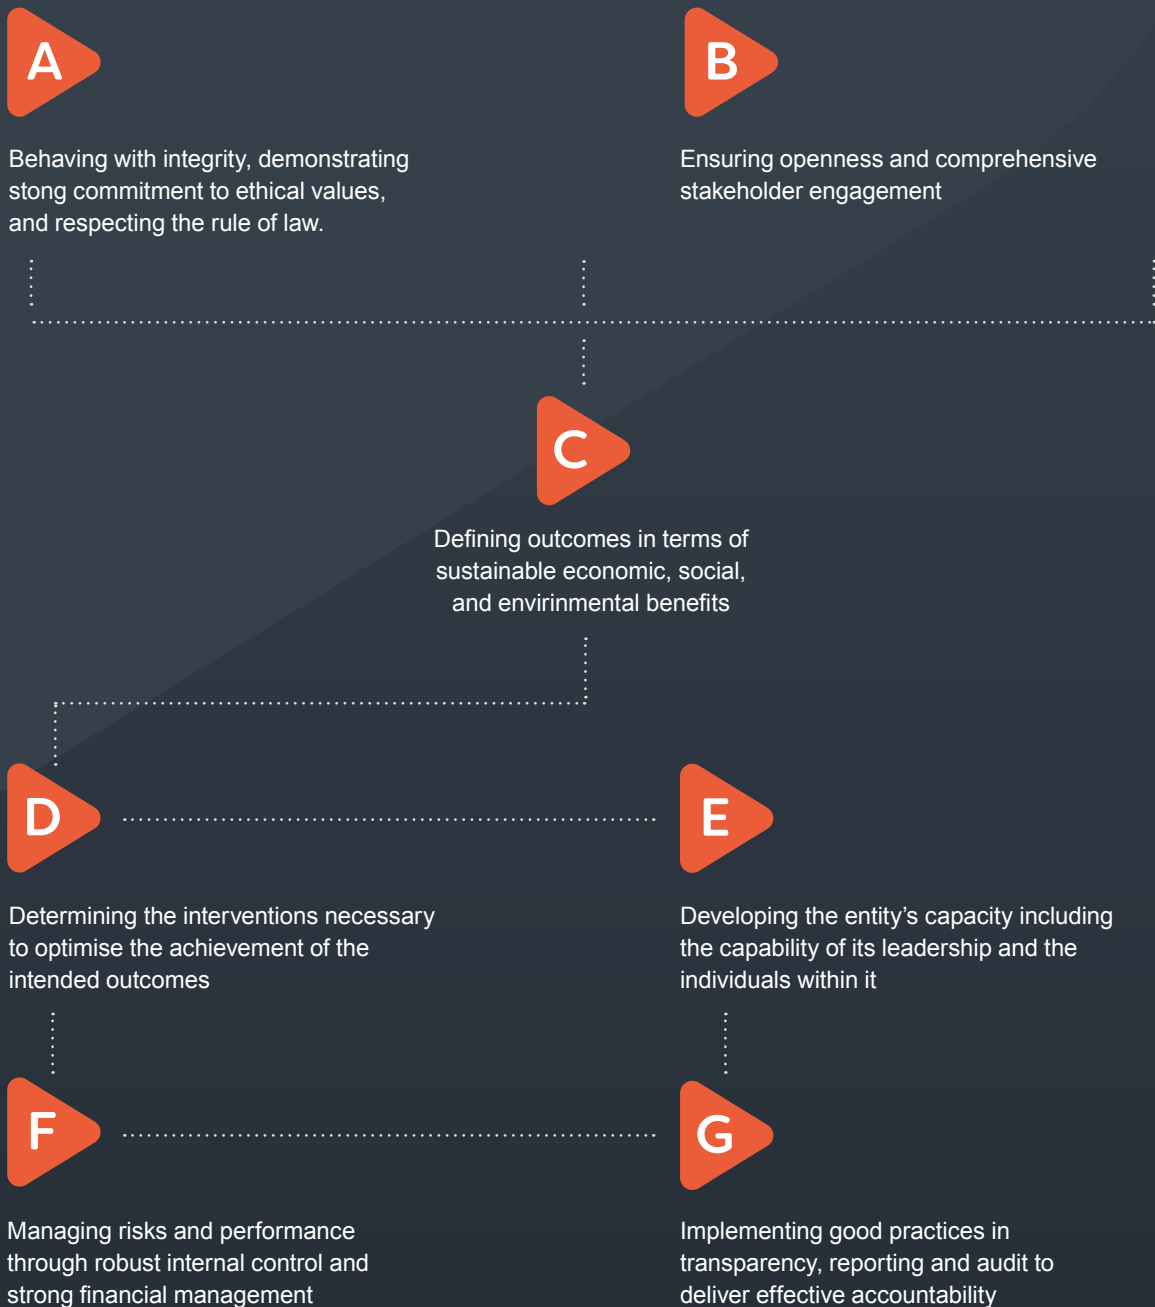 A
Behaving with integrity, demonstrating
stong commitment to ethical values,
and respecting the rule of law.
B
Ensuring openness and comprehensive
stakeholder engagement
C
Defining outcomes in terms of
sustainable economic, social,
and envirinmental benefits
D
Determining the interventions necessary
to optimise the achievement of the
intended outcomes
E
Developing the entity’s capacity including
the capability of its leadership and the
individuals within it
F
Managing risks and performance
through robust internal control and
strong financial management
G
Implementing good practices in
transparency, reporting and audit to
deliver effective accountability